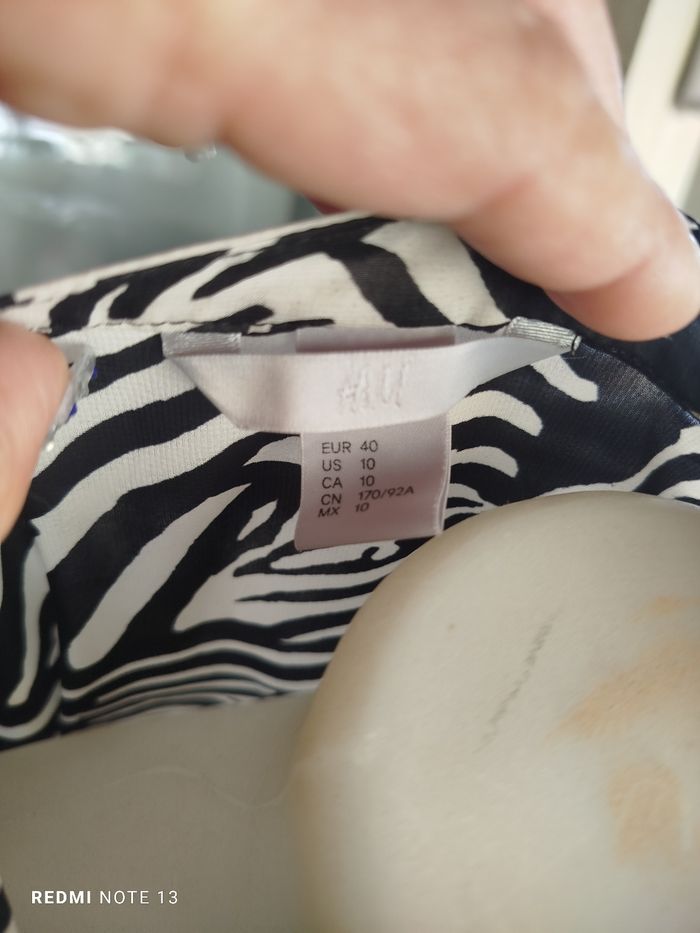 H&M
EUR 40
US 10
CA 10
CN 170/92A
MX 10
REDMI NOTE 13